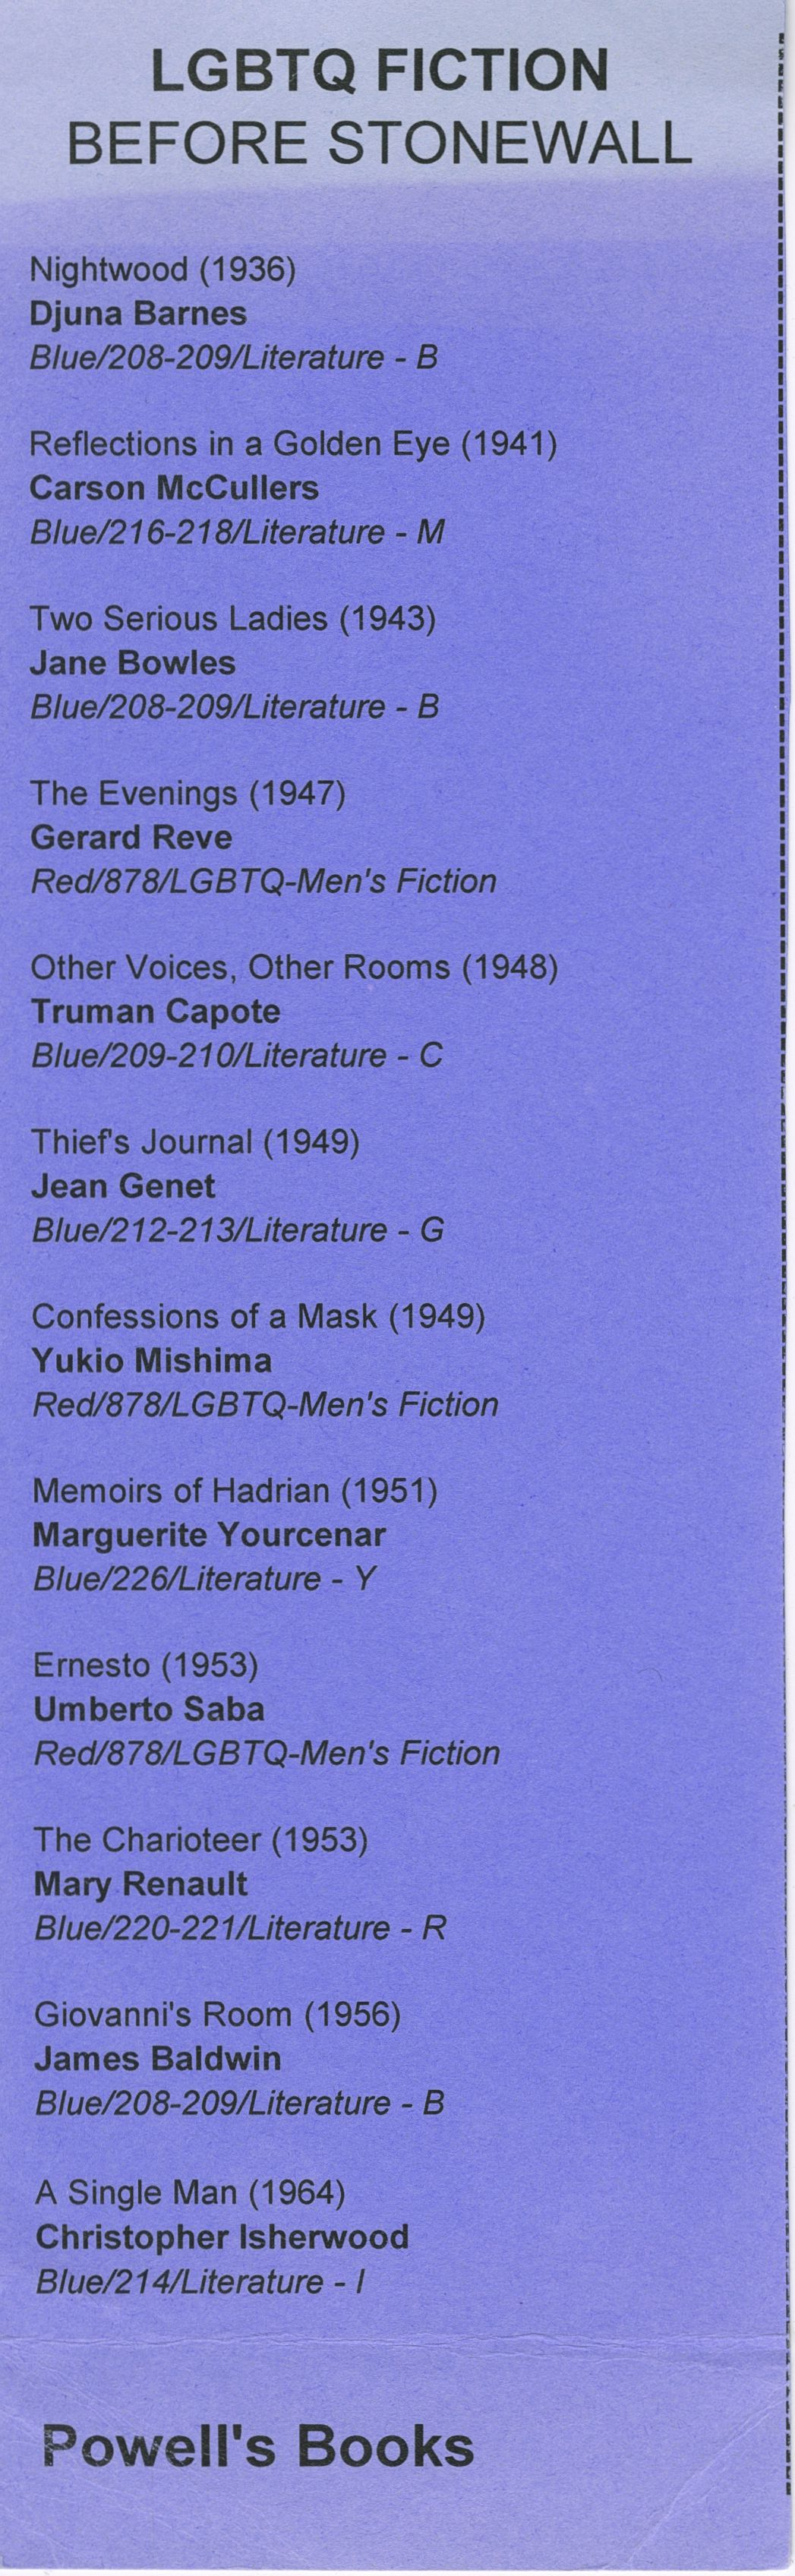 LGBTQ FICTION
BEFORE STONEWALL
Nightwood (1936)
Djuna Barnes
Blue/208-209/Literature - B
Reflections in a Golden Eye (1941)
Carson McCullers
Blue/216-218/Literature - M
Two Serious Ladies (1943)
Jane Bowles
Blue/208-209/Literature - B
The Evenings (1947)
Gerard Reve
Red/878/LGBTQ-Men's Fiction
Other Voices, Other Rooms (1948)
Truman Capote
Blue/209-210/Literature - C
Thief's Journal (1949)
Jean Genet
Blue/212-213/Literature - G
Confessions of a Mask (1949)
Yukio Mishima
Red/878/LGBTQ-Men's Fiction
Memoirs of Hadrian (1951)
Marguerite Yourcenar
Blue/226/Literature - Y
Ernesto (1953)
Umberto Saba
Red/878/LGBTQ-Men's Fiction
The Charioteer (1953)
Mary Renault
Blue/220-221/Literature - R
Giovanni's Room (1956)
James Baldwin
Blue/208-209/Literature - B
A Single Man (1964)
Christopher Isherwood
Blue/214/Literature - I
Powell's Books